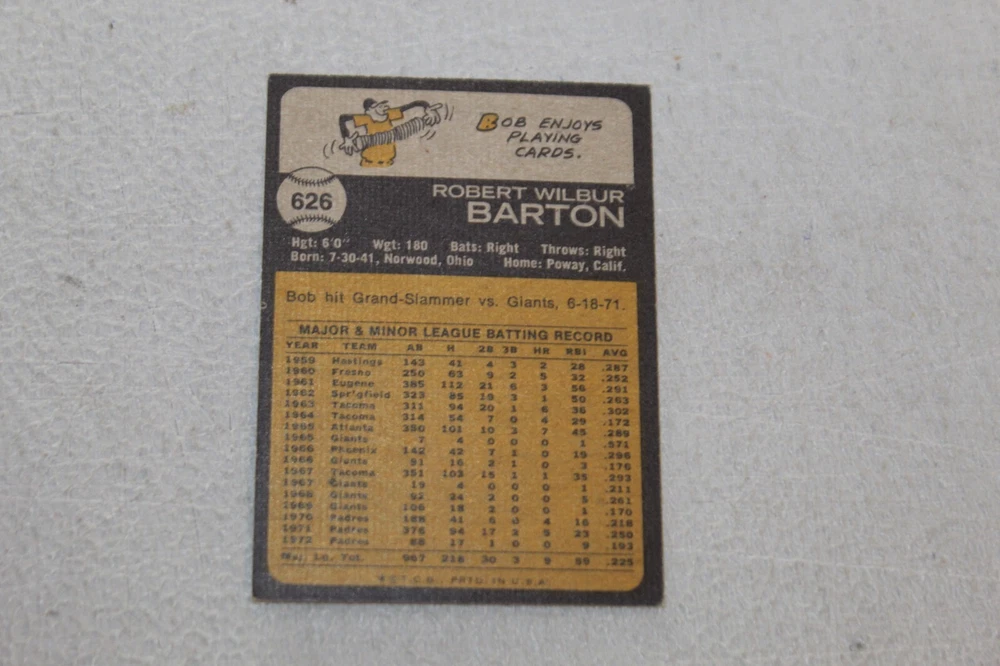 BOB ENJOYS
PLAYING
CARDS.
626
ROBERT WILBUR
BARTON
Hgt: 6'0" Wgt: 180 Bats: Right Throws: Right
Born: 7-30-41, Norwood, Ohio Home: Poway, Calif.
Bob hit Grand-Slammer vs. Giants, 6-18-71.
MAJOR & MINOR LEAGUE BATTING RECORD
YEAR TEAM AB H 2B 3B HR RBI AVG
1959 Hastings 143 41 4 3 2 28 .287
1960 Fresno 250 63 9 2 5 32 .252
1961 Eugene 385 112 21 6 3 56 .291
1962 Springfield 323 85 19 3 1 50 .263
1963 Tacoma 311 94 20 1 6 36 .302
1964 Tacoma 314 54 7 0 4 29 .172
1965 Atlanta 350 101 10 3 7 45 .289
1965 Giants 7 4 0 0 0 1 .571
1966 Phoenix 142 42 7 1 0 19 .296
1966 Giants 91 16 2 1 0 3 .176
1967 Tacoma 351 103 15 1 1 35 .293
1967 Giants 19 4 0 0 0 1 .211
1968 Giants 92 24 2 0 0 5 .261
1969 Giants 106 18 2 0 0 1 .170
1970 Padres 188 41 6 0 4 16 .218
1971 Padres 376 94 17 3 5 23 .250
1972 Padres 88 17 1 0 0 9 .193
Maj. Lg. Tot. 967 218 30 3 9 59 .225
T.C.G. PRTD. IN U.S.A.